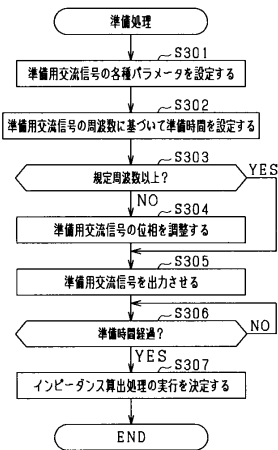 準備処理
S301
準備用交流信号の各種パラメータを設定する
S302
準備用交流信号の周波数に基づいて準備時間を設定する
S303
規定周波数以上?
YES
NO
S304
準備用交流信号の位相を調整する
S305
準備用交流信号を出力させる
S306
準備時間経過?
NO
YES
S307
インピーダンス算出処理の実行を決定する
END